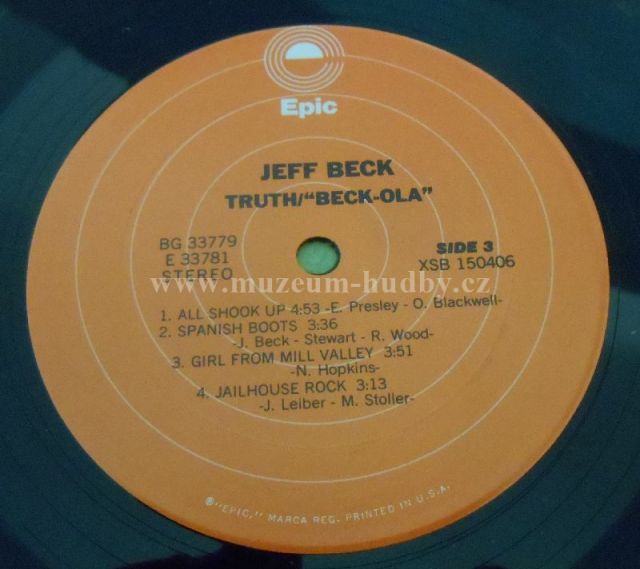 Epic
JEFF BECK
TRUTH/"BECK-OLA"
BG 33779
E 33781
STEREO
SIDE 3
XSB 150406
www.muzeum-hudby.cz
1. ALL SHOOK UP 4:53 -E. Presley - O. Blackwell-
2. SPANISH BOOTS 3:36
-J. Beck - Stewart - R. Wood-
3. GIRL FROM MILL VALLEY 3:51
-N. Hopkins-
4. JAILHOUSE ROCK 3:13
-J. Leiber - M. Stoller-
®"EPIC," MARCA REG. PRINTED IN U.S.A.